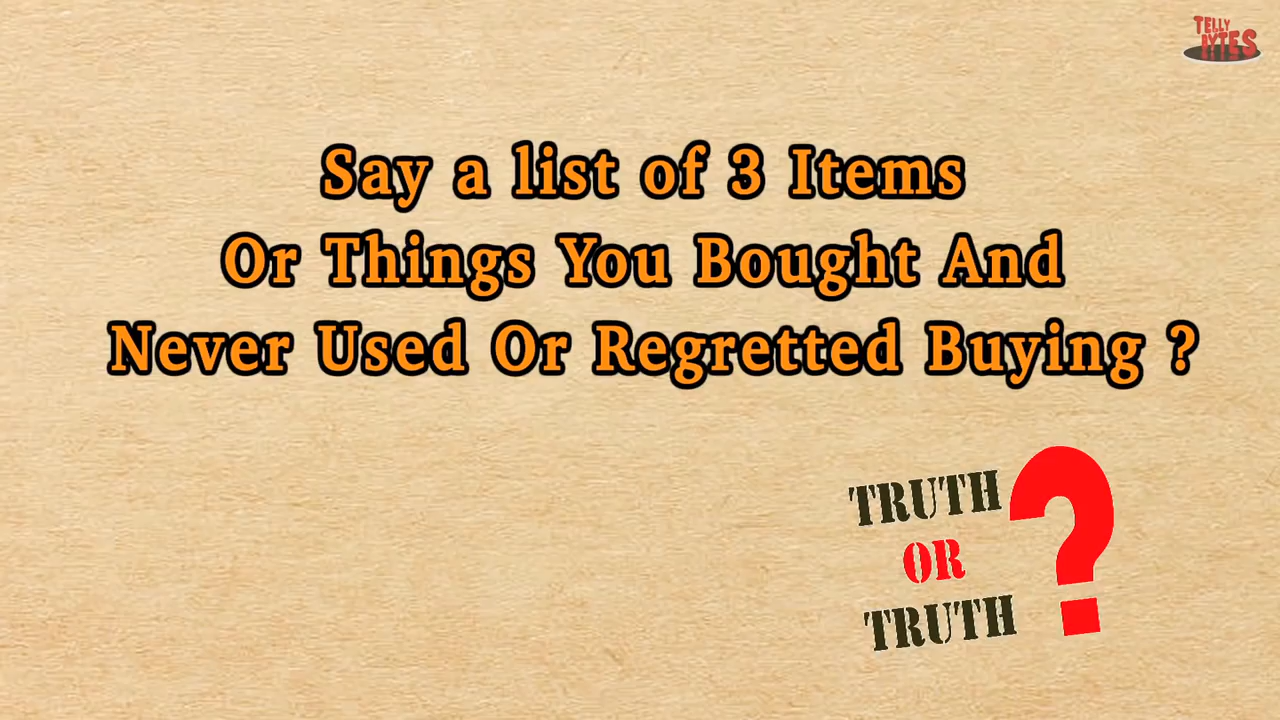 TELLY
BYTES
Say a list of 3 Items
Or Things You Bought And
Never Used Or Regretted Buying ?
TRUTH
OR
TRUTH
?